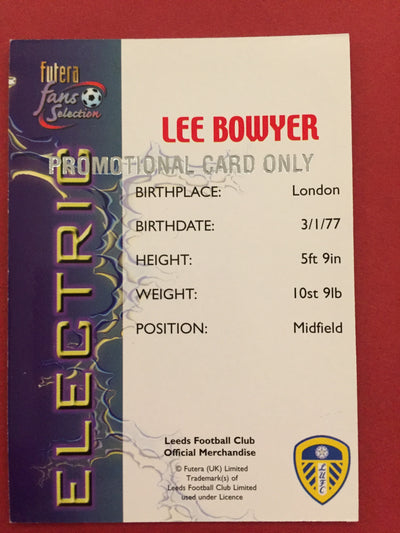 futera
fans
Selection
LEE BOWYER
PROMOTIONAL CARD ONLY
BIRTHPLACE: London
BIRTHDATE: 3/1/77
HEIGHT: 5ft 9in
WEIGHT: 10st 9lb
POSITION: Midfield
ELECTRIC
Leeds Football Club
Official Merchandise
© Futera (UK) Limited
Trademark(s) of
Leeds Football Club Limited
used under Licence
LUFC